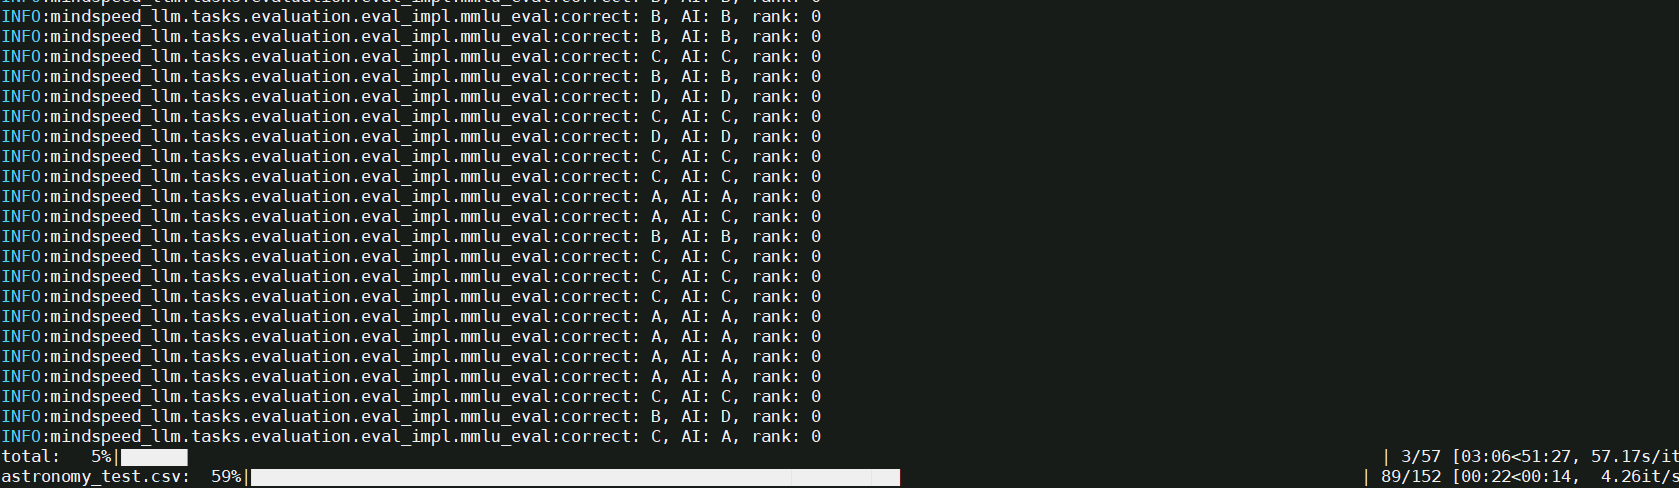 INFO:mindspeed_llm.tasks.evaluation.eval_impl.mmlu_eval:correct: B, AI: B, rank: 0
INFO:mindspeed_llm.tasks.evaluation.eval_impl.mmlu_eval:correct: B, AI: B, rank: 0
INFO:mindspeed_llm.tasks.evaluation.eval_impl.mmlu_eval:correct: C, AI: C, rank: 0
INFO:mindspeed_llm.tasks.evaluation.eval_impl.mmlu_eval:correct: B, AI: B, rank: 0
INFO:mindspeed_llm.tasks.evaluation.eval_impl.mmlu_eval:correct: D, AI: D, rank: 0
INFO:mindspeed_llm.tasks.evaluation.eval_impl.mmlu_eval:correct: C, AI: C, rank: 0
INFO:mindspeed_llm.tasks.evaluation.eval_impl.mmlu_eval:correct: D, AI: D, rank: 0
INFO:mindspeed_llm.tasks.evaluation.eval_impl.mmlu_eval:correct: C, AI: C, rank: 0
INFO:mindspeed_llm.tasks.evaluation.eval_impl.mmlu_eval:correct: C, AI: C, rank: 0
INFO:mindspeed_llm.tasks.evaluation.eval_impl.mmlu_eval:correct: A, AI: A, rank: 0
INFO:mindspeed_llm.tasks.evaluation.eval_impl.mmlu_eval:correct: A, AI: C, rank: 0
INFO:mindspeed_llm.tasks.evaluation.eval_impl.mmlu_eval:correct: B, AI: B, rank: 0
INFO:mindspeed_llm.tasks.evaluation.eval_impl.mmlu_eval:correct: C, AI: C, rank: 0
INFO:mindspeed_llm.tasks.evaluation.eval_impl.mmlu_eval:correct: C, AI: C, rank: 0
INFO:mindspeed_llm.tasks.evaluation.eval_impl.mmlu_eval:correct: C, AI: C, rank: 0
INFO:mindspeed_llm.tasks.evaluation.eval_impl.mmlu_eval:correct: A, AI: A, rank: 0
INFO:mindspeed_llm.tasks.evaluation.eval_impl.mmlu_eval:correct: A, AI: A, rank: 0
INFO:mindspeed_llm.tasks.evaluation.eval_impl.mmlu_eval:correct: A, AI: A, rank: 0
INFO:mindspeed_llm.tasks.evaluation.eval_impl.mmlu_eval:correct: A, AI: A, rank: 0
INFO:mindspeed_llm.tasks.evaluation.eval_impl.mmlu_eval:correct: C, AI: C, rank: 0
INFO:mindspeed_llm.tasks.evaluation.eval_impl.mmlu_eval:correct: B, AI: D, rank: 0
INFO:mindspeed_llm.tasks.evaluation.eval_impl.mmlu_eval:correct: C, AI: A, rank: 0
total:   5%| | 3/57 [03:06<51:27, 57.17s/it
astronomy_test.csv:  59%| | 89/152 [00:22<00:14,  4.26it/s